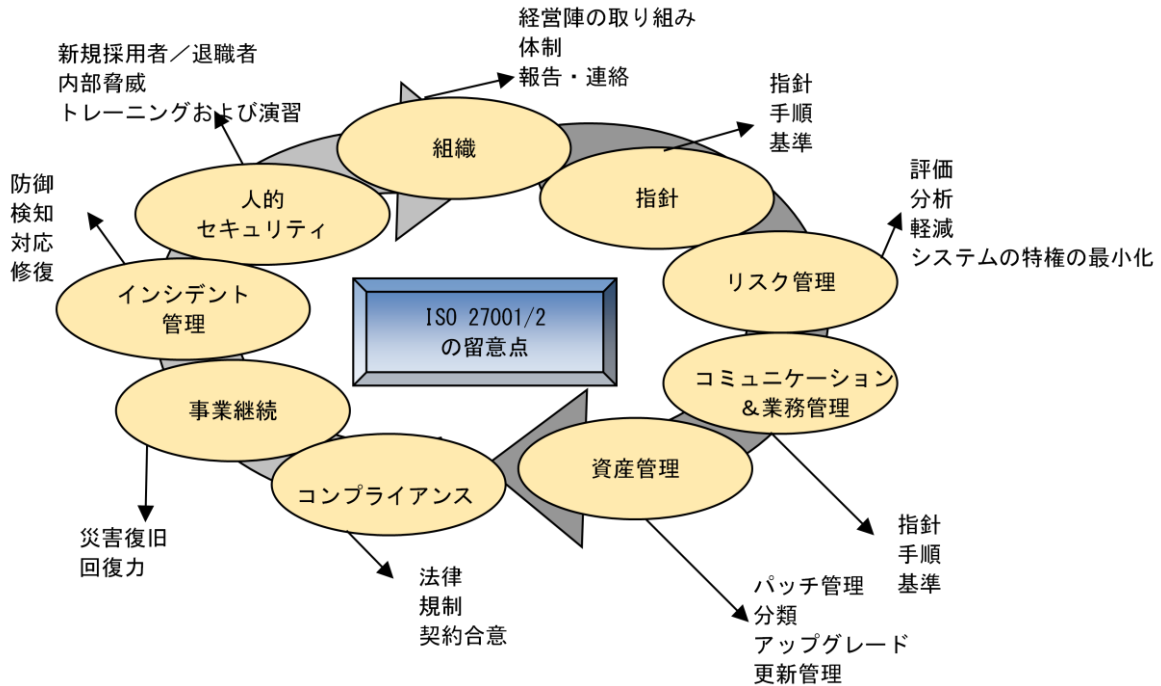 経営陣の取り組み
体制
報告・連絡
新規採用者／退職者
内部脅威
トレーニングおよび演習
指針
手順
基準
組織
評価
分析
軽減
システムの特権の最小化
防御
検知
対応
修復
人的
セキュリティ
指針
リスク管理
インシデント
管理
ISO 27001/2
の留意点
コミュニケーション
＆業務管理
事業継続
資産管理
コンプライアンス
災害復旧
回復力
指針
手順
基準
法律
規制
契約合意
パッチ管理
分類
アップグレード
更新管理